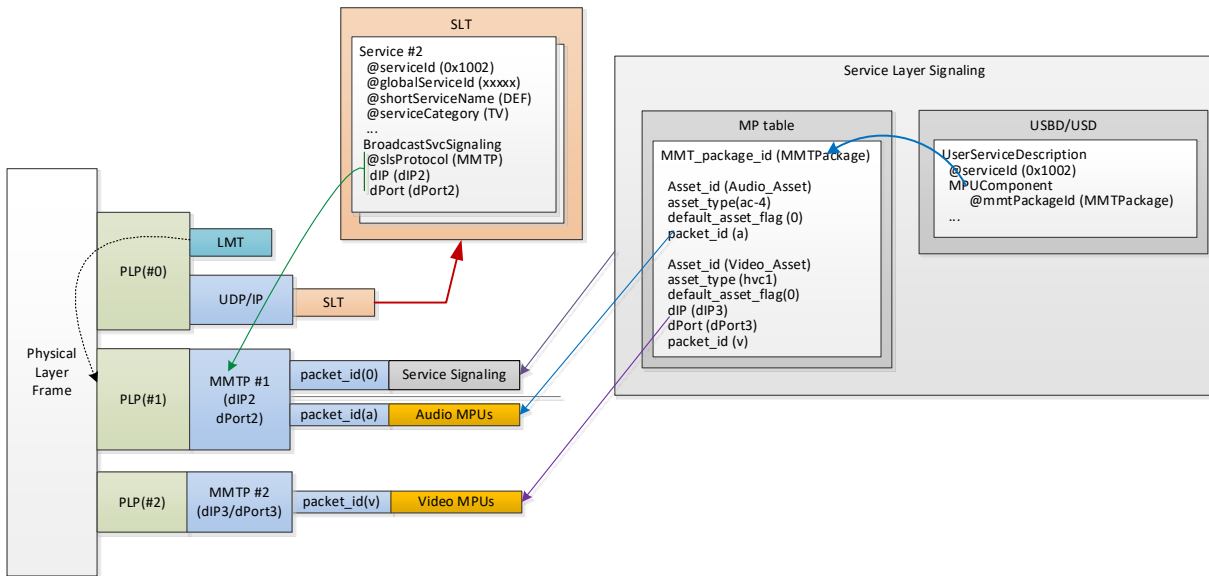 SLT
Service #2
@serviceId (0x1002)
@globalServiceId (xxxxx)
@shortServiceName (DEF)
@serviceCategory (TV)
...
BroadcastSvcSignaling
@slsProtocol (MMTP)
dIP (dIP2)
dPort (dPort2)
Service Layer Signaling
MP table
MMT_package_id (MMTPackage)
Asset_id (Audio_Asset)
asset_type(ac-4)
default_asset_flag (0)
packet_id (a)
Asset_id (Video_Asset)
asset_type (hvc1)
default_asset_flag(0)
dIP (dIP3)
dPort (dPort3)
packet_id (v)
USBD/USD
UserServiceDescription
@serviceId (0x1002)
MPUComponent
@mmtPackageId (MMTPackage)
...
Physical
Layer
Frame
PLP(#0)
LMT
UDP/IP
SLT
PLP(#1)
MMTP #1
(dIP2
dPort2)
packet_id(0)
Service Signaling
packet_id(a)
Audio MPUs
PLP(#2)
MMTP #2
(dIP3/dPort3)
packet_id(v)
Video MPUs